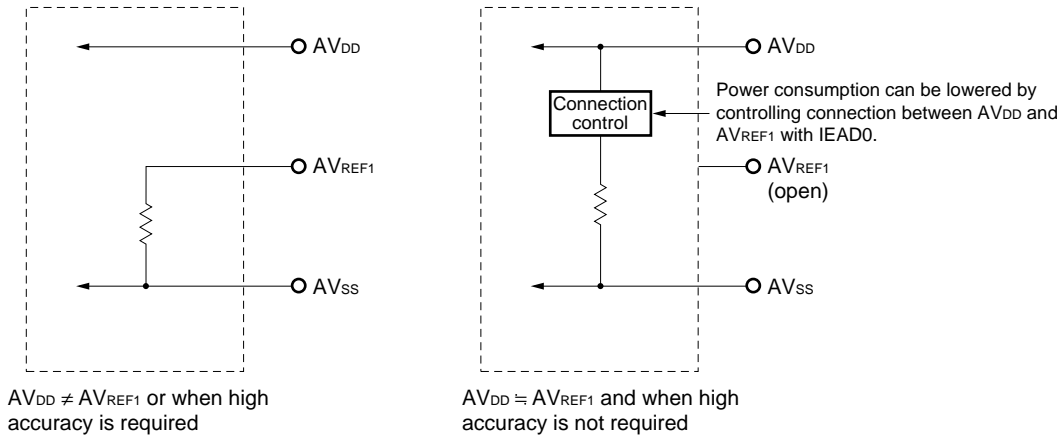 AVDD
AVREF1
AVSS
AVDD ≠ AVREF1 or when high
accuracy is required
AVDD
Connection
control
Power consumption can be lowered by
controlling connection between AVDD and
AVREF1 with IEAD0.
AVREF1
(open)
AVSS
AVDD ≒ AVREF1 and when high
accuracy is not required